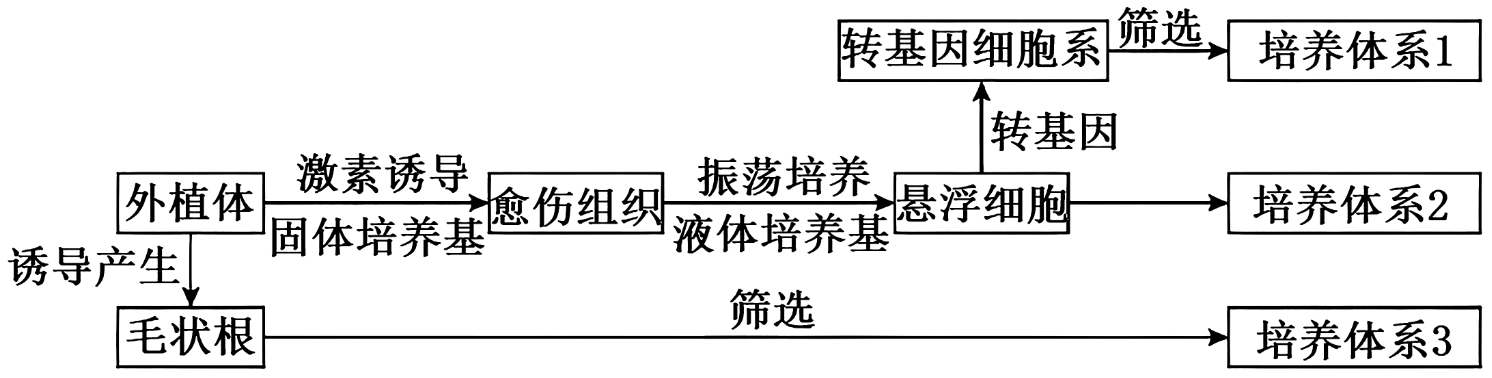 转基因细胞系
筛选
培养体系1
转基因
外植体
激素诱导
固体培养基
愈伤组织
振荡培养
液体培养基
悬浮细胞
培养体系2
诱导产生
毛状根
筛选
培养体系3